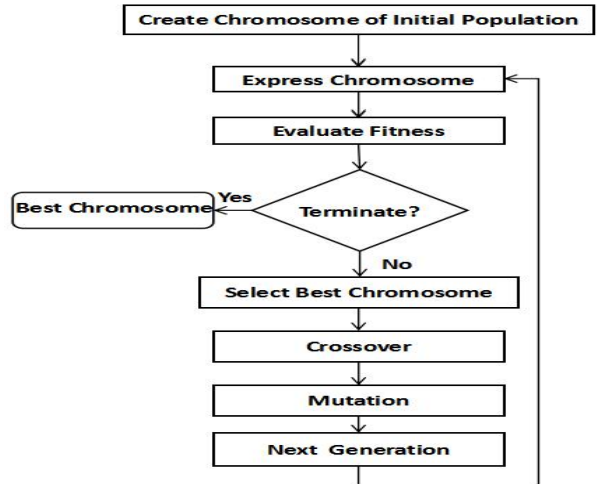 Create Chromosome of Initial Population
Express Chromosome
Evaluate Fitness
Terminate?
Yes
Best Chromosome
No
Select Best Chromosome
Crossover
Mutation
Next Generation